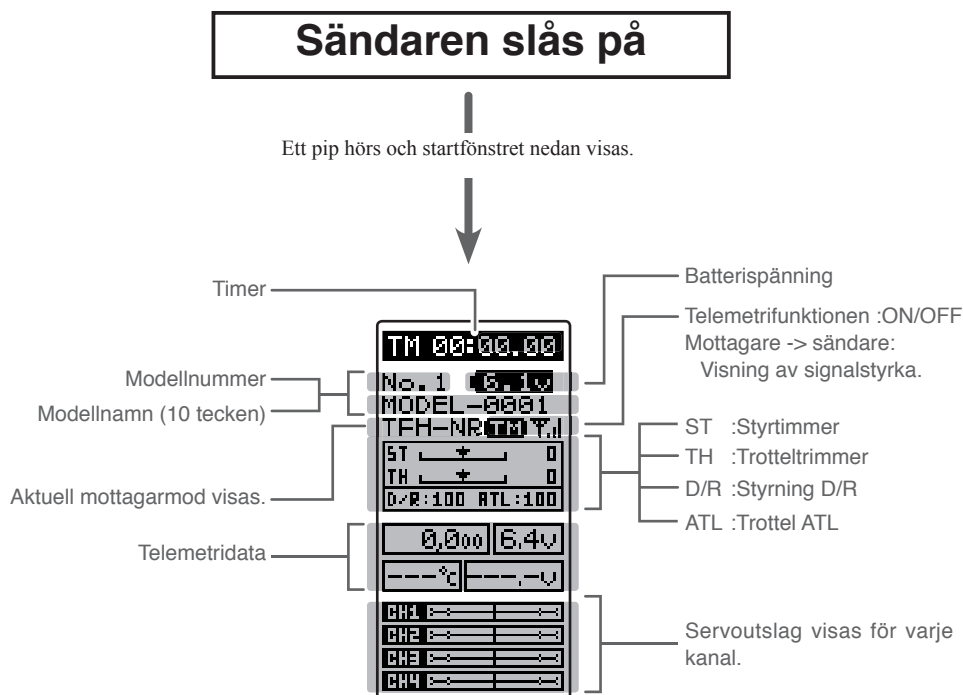 Sändaren slås på
Ett pip hörs och startfönstret nedan visas.
Timer
Batterispänning
Telemetrifunktionen :ON/OFF
Mottagare -> sändare:
Visning av signalstyrka.
Modellnummer
Modellnamn (10 tecken)
Aktuell mottagarmod visas.
Telemetridata
TM 00:00.00
No. 1 6.1v
MODEL-0001
TFH-NR TM
ST 0
TH 0
D/R:100 ATL:100
0,000 6.4v
---°C ---.-v
CH1
CH2
CH3
CH4
ST :Styrtimmer
TH :Trotteltrimmer
D/R :Styrning D/R
ATL :Trottel ATL
Servoutslag visas för varje
kanal.